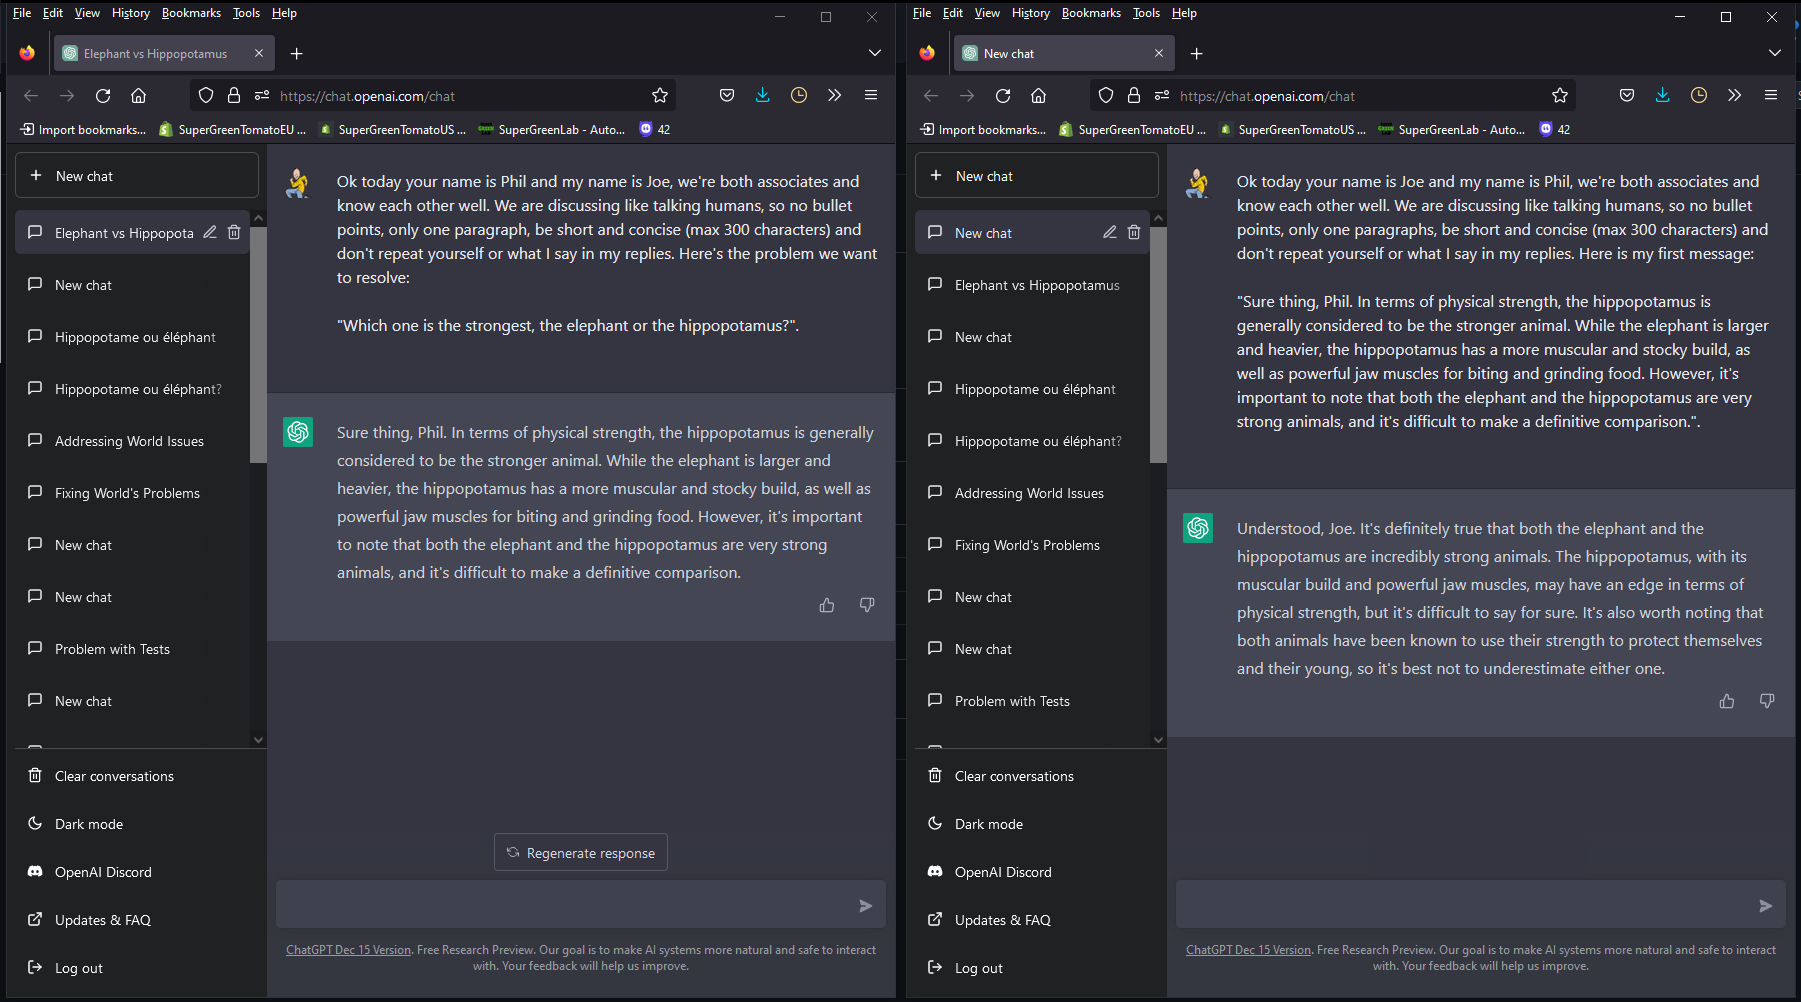 File Edit View History Bookmarks Tools Help
Elephant vs Hippopotamus
https://chat.openai.com/chat
Import bookmarks... SuperGreenTomatoEU ... SuperGreenTomatoUS ... SuperGreenLab - Auto... 42
New chat
Elephant vs Hippopota
New chat
Hippopotame ou éléphant
Hippopotame ou éléphant?
Addressing World Issues
Fixing World's Problems
New chat
New chat
Problem with Tests
New chat
Clear conversations
Dark mode
OpenAI Discord
Updates & FAQ
Log out
Ok today your name is Phil and my name is Joe, we're both associates and
know each other well. We are discussing like talking humans, so no bullet
points, only one paragraph, be short and concise (max 300 characters) and
don't repeat yourself or what I say in my replies. Here's the problem we want
to resolve:
"Which one is the strongest, the elephant or the hippopotamus?".
Sure thing, Phil. In terms of physical strength, the hippopotamus is generally
considered to be the stronger animal. While the elephant is larger and
heavier, the hippopotamus has a more muscular and stocky build, as well as
powerful jaw muscles for biting and grinding food. However, it's important
to note that both the elephant and the hippopotamus are very strong
animals, and it's difficult to make a definitive comparison.
Regenerate response
ChatGPT Dec 15 Version. Free Research Preview. Our goal is to make AI systems more natural and safe to interact
with. Your feedback will help us improve.
File Edit View History Bookmarks Tools Help
New chat
https://chat.openai.com/chat
Import bookmarks... SuperGreenTomatoEU ... SuperGreenTomatoUS ... SuperGreenLab - Auto... 42
New chat
New chat
Elephant vs Hippopotamus
New chat
Hippopotame ou éléphant
Hippopotame ou éléphant?
Addressing World Issues
Fixing World's Problems
New chat
New chat
Problem with Tests
Clear conversations
Dark mode
OpenAI Discord
Updates & FAQ
Log out
Ok today your name is Joe and my name is Phil, we're both associates and
know each other well. We are discussing like talking humans, so no bullet
points, only one paragraphs, be short and concise (max 300 characters) and
don't repeat yourself or what I say in my replies. Here is my first message:
"Sure thing, Phil. In terms of physical strength, the hippopotamus is
generally considered to be the stronger animal. While the elephant is larger
and heavier, the hippopotamus has a more muscular and stocky build, as
well as powerful jaw muscles for biting and grinding food. However, it's
important to note that both the elephant and the hippopotamus are very
strong animals, and it's difficult to make a definitive comparison.".
Understood, Joe. It's definitely true that both the elephant and the
hippopotamus are incredibly strong animals. The hippopotamus, with its
muscular build and powerful jaw muscles, may have an edge in terms of
physical strength, but it's difficult to say for sure. It's also worth noting that
both animals have been known to use their strength to protect themselves
and their young, so it's best not to underestimate either one.
ChatGPT Dec 15 Version. Free Research Preview. Our goal is to make AI systems more natural and safe to interact
with. Your feedback will help us improve.